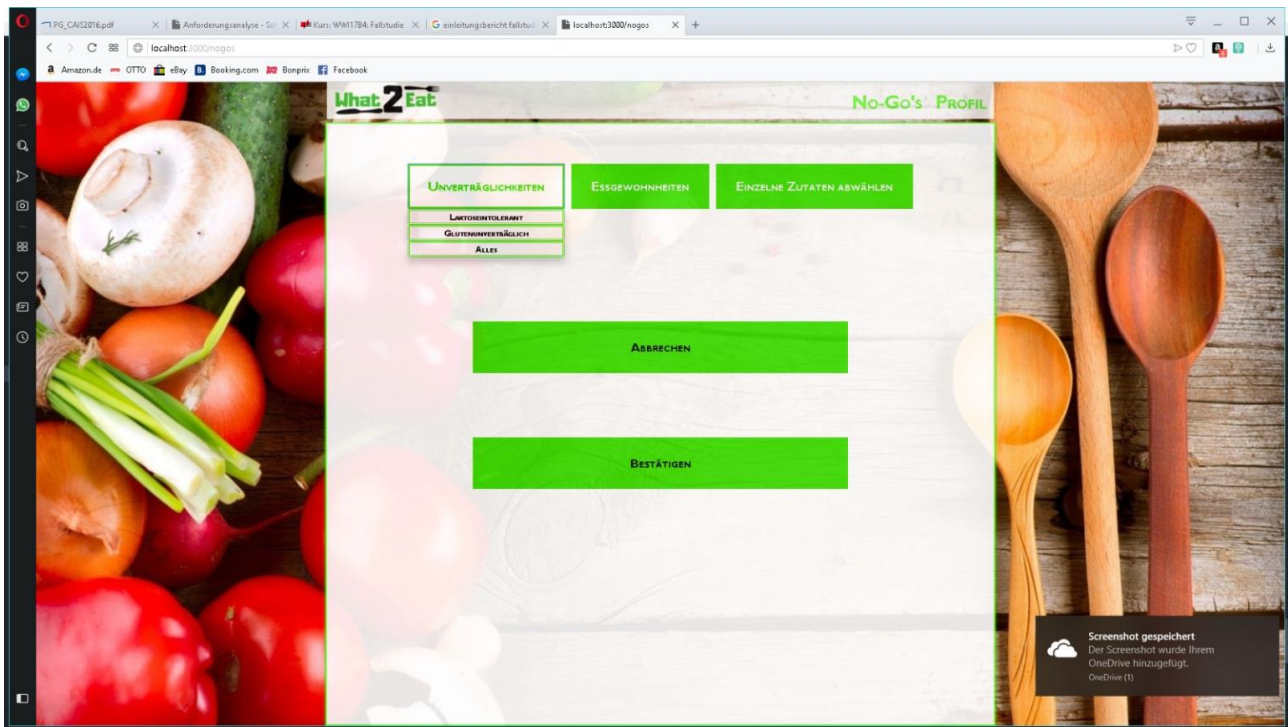 PG_CAIS2016.pdf
Anforderungsanalyse - Sc
Kurs: WWI17B4: Fallstudie
einleitungsbericht fallstud
localhost:3000/nogos
localhost:3000/nogos
Amazon.de OTTO eBay Booking.com Bonprix Facebook
What2Eat
No-Go's Profil
Unverträglichkeiten
Essgewohnheiten
Einzelne Zutaten abwählen
Laktoseintolerant
Glutenunverträglich
Alles
Abbrechen
Bestätigen
Screenshot gespeichert
Der Screenshot wurde Ihrem
OneDrive hinzugefügt.
OneDrive (1)